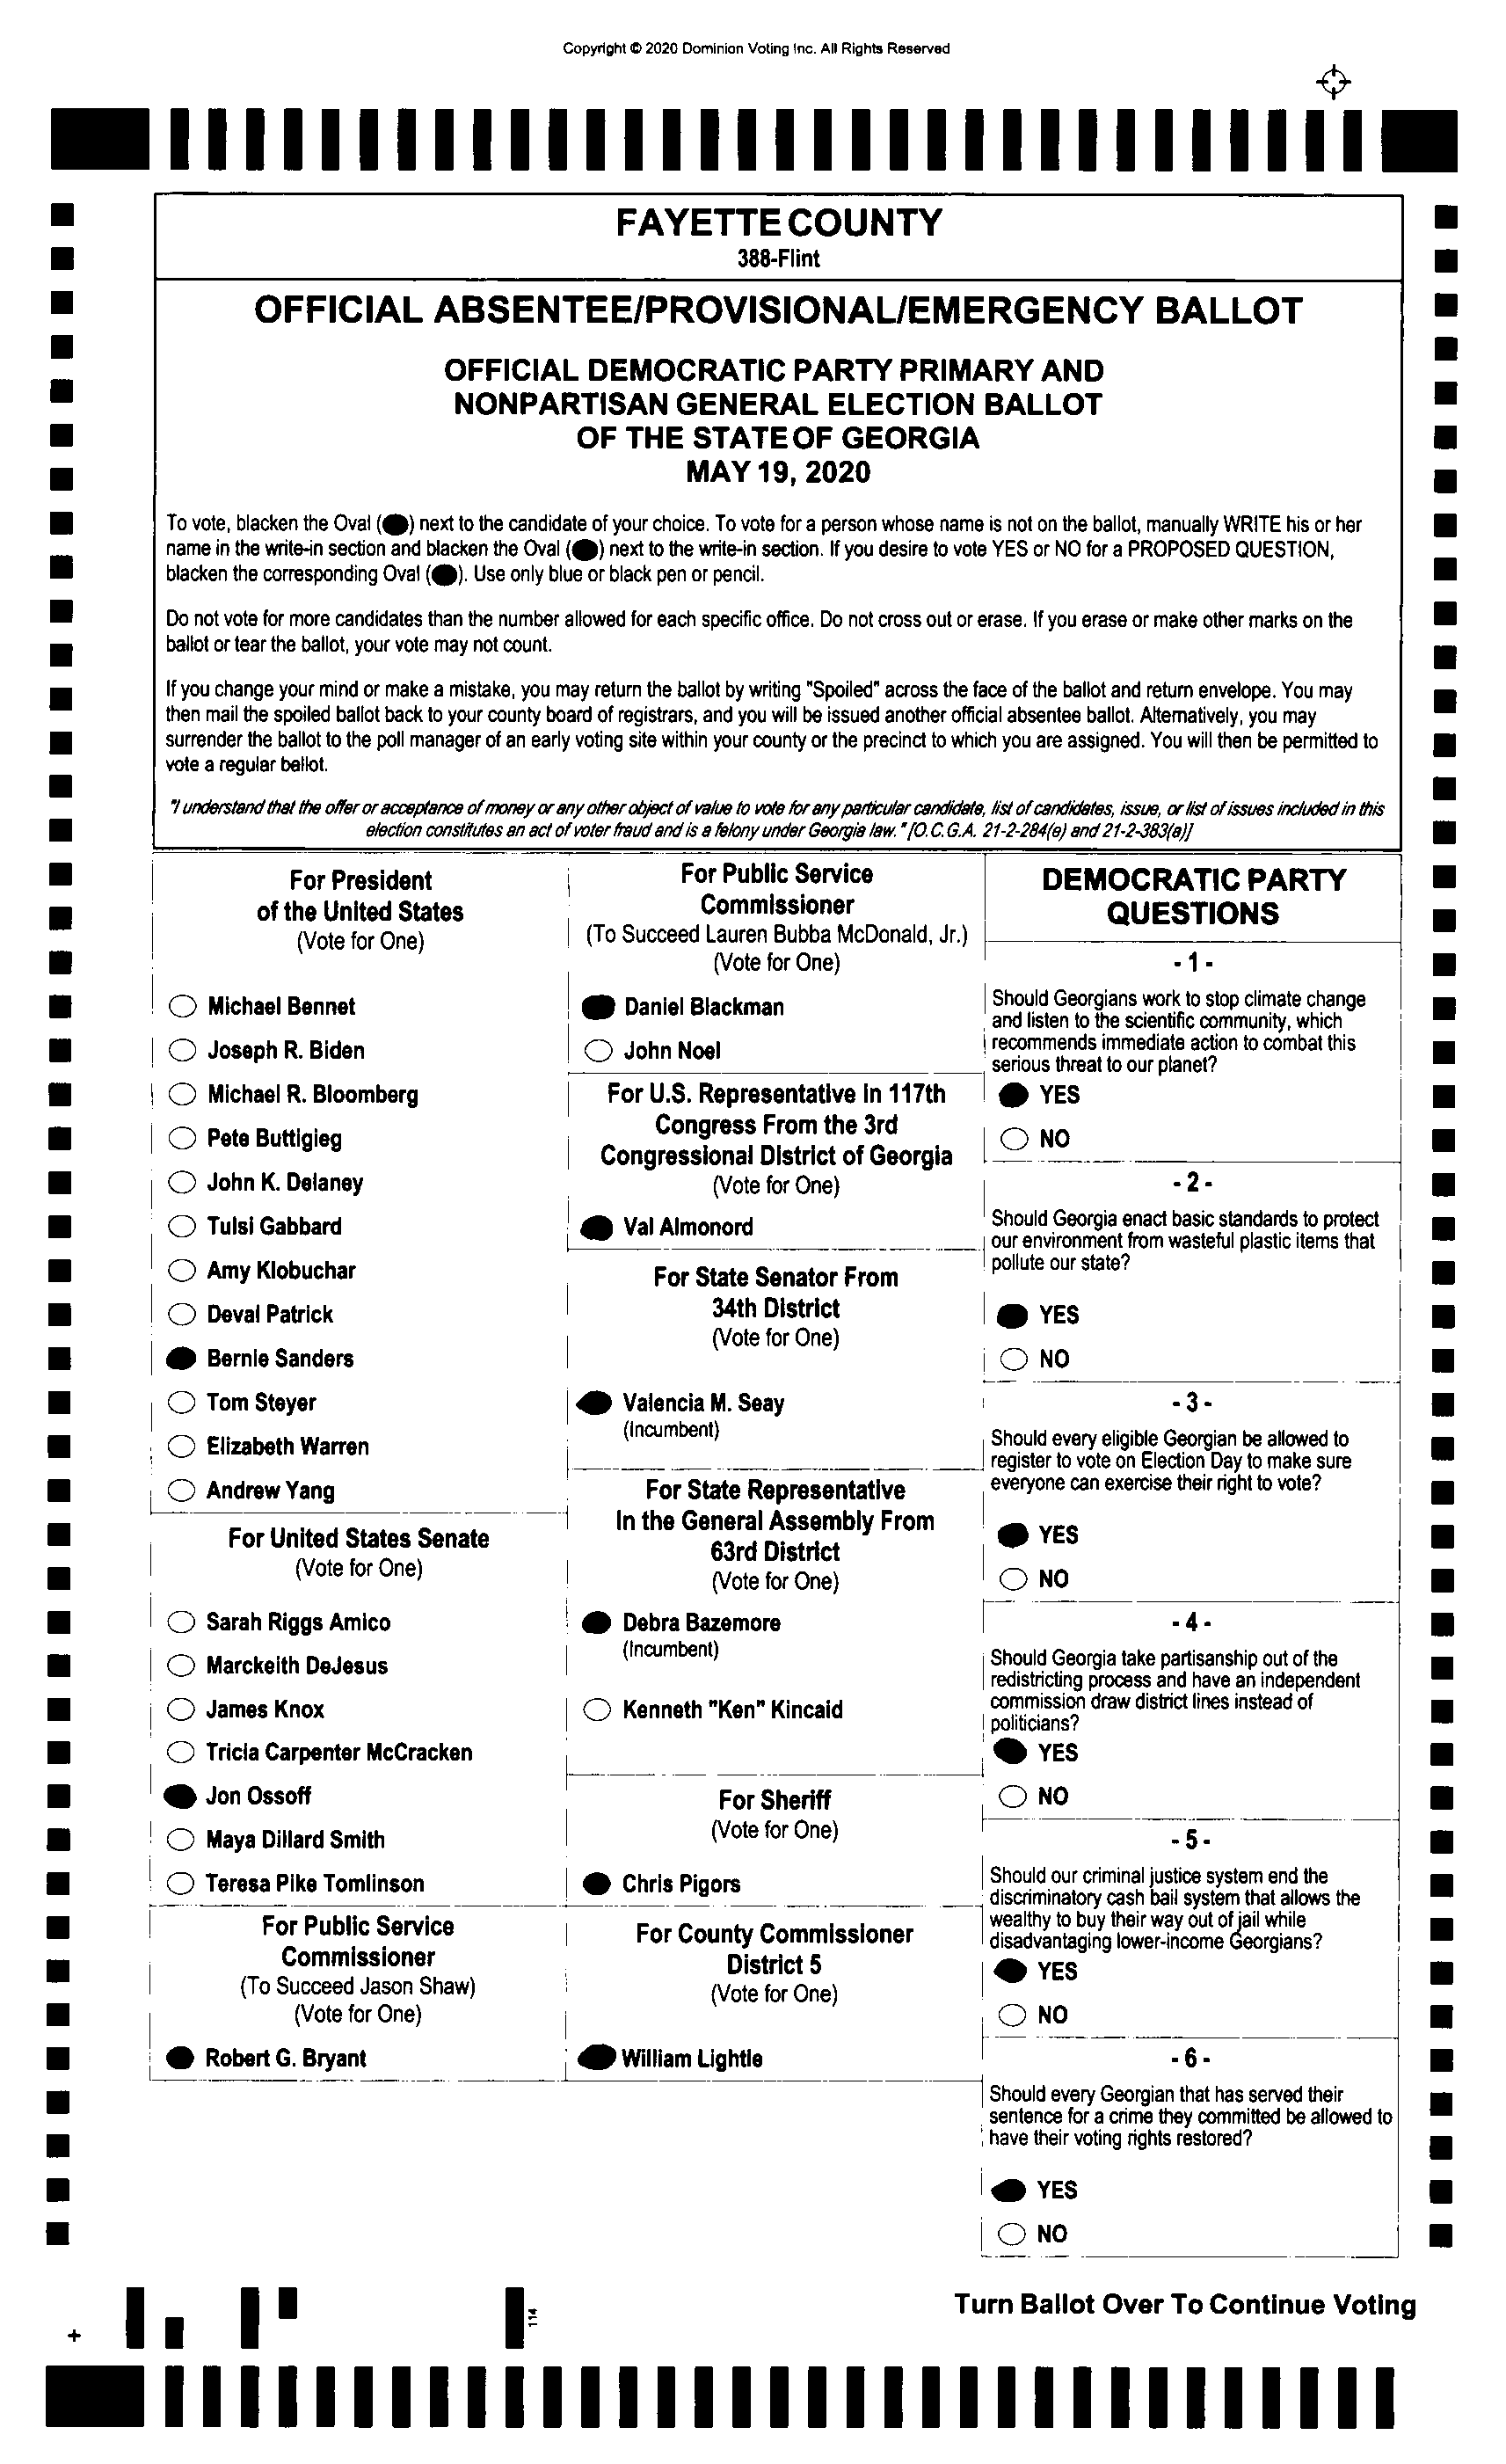 Copyright © 2020 Dominion Voting Inc. All Rights Reserved
FAYETTE COUNTY
388-Flint
OFFICIAL ABSENTEE/PROVISIONAL/EMERGENCY BALLOT
OFFICIAL DEMOCRATIC PARTY PRIMARY AND
NONPARTISAN GENERAL ELECTION BALLOT
OF THE STATE OF GEORGIA
MAY 19, 2020
To vote, blacken the Oval (●) next to the candidate of your choice. To vote for a person whose name is not on the ballot, manually WRITE his or her
name in the write-in section and blacken the Oval (●) next to the write-in section. If you desire to vote YES or NO for a PROPOSED QUESTION,
blacken the corresponding Oval (●). Use only blue or black pen or pencil.
Do not vote for more candidates than the number allowed for each specific office. Do not cross out or erase. If you erase or make other marks on the
ballot or tear the ballot, your vote may not count.
If you change your mind or make a mistake, you may return the ballot by writing "Spoiled" across the face of the ballot and return envelope. You may
then mail the spoiled ballot back to your county board of registrars, and you will be issued another official absentee ballot. Alternatively, you may
surrender the ballot to the poll manager of an early voting site within your county or the precinct to which you are assigned. You will then be permitted to
vote a regular ballot.
"I understand that the offer or acceptance of money or any other object of value to vote for any particular candidate, list of candidates, issue, or list of issues included in this
election constitutes an act of voter fraud and is a felony under Georgia law." [O.C.G.A. 21-2-284(e) and 21-2-383(a)]
For President
of the United States
(Vote for One)
Michael Bennet
Joseph R. Biden
Michael R. Bloomberg
Pete Buttigieg
John K. Delaney
Tulsi Gabbard
Amy Klobuchar
Deval Patrick
Bernie Sanders
Tom Steyer
Elizabeth Warren
Andrew Yang
For United States Senate
(Vote for One)
Sarah Riggs Amico
Marckeith DeJesus
James Knox
Tricia Carpenter McCracken
Jon Ossoff
Maya Dillard Smith
Teresa Pike Tomlinson
For Public Service
Commissioner
(To Succeed Jason Shaw)
(Vote for One)
Robert G. Bryant
For Public Service
Commissioner
(To Succeed Lauren Bubba McDonald, Jr.)
(Vote for One)
Daniel Blackman
John Noel
For U.S. Representative in 117th
Congress From the 3rd
Congressional District of Georgia
(Vote for One)
Val Almonord
For State Senator From
34th District
(Vote for One)
Valencia M. Seay
(Incumbent)
For State Representative
In the General Assembly From
63rd District
(Vote for One)
Debra Bazemore
(Incumbent)
Kenneth "Ken" Kincaid
For Sheriff
(Vote for One)
Chris Pigors
For County Commissioner
District 5
(Vote for One)
William Lightle
DEMOCRATIC PARTY
QUESTIONS
- 1 -
Should Georgians work to stop climate change
and listen to the scientific community, which
recommends immediate action to combat this
serious threat to our planet?
YES
NO
- 2 -
Should Georgia enact basic standards to protect
our environment from wasteful plastic items that
pollute our state?
YES
NO
- 3 -
Should every eligible Georgian be allowed to
register to vote on Election Day to make sure
everyone can exercise their right to vote?
YES
NO
- 4 -
Should Georgia take partisanship out of the
redistricting process and have an independent
commission draw district lines instead of
politicians?
YES
NO
- 5 -
Should our criminal justice system end the
discriminatory cash bail system that allows the
wealthy to buy their way out of jail while
disadvantaging lower-income Georgians?
YES
NO
- 6 -
Should every Georgian that has served their
sentence for a crime they committed be allowed to
have their voting rights restored?
YES
NO
Turn Ballot Over To Continue Voting
114
+